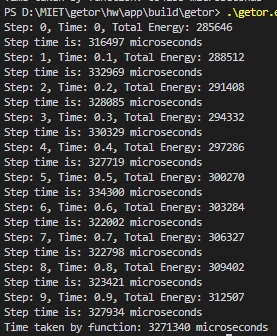 PS D:\MIET\getor\hw\app\build\getor> .\getor.e
Step: 0, Time: 0, Total Energy: 285646
Step time is: 316497 microseconds
Step: 1, Time: 0.1, Total Energy: 288512
Step time is: 332969 microseconds
Step: 2, Time: 0.2, Total Energy: 291408
Step time is: 328085 microseconds
Step: 3, Time: 0.3, Total Energy: 294332
Step time is: 330329 microseconds
Step: 4, Time: 0.4, Total Energy: 297286
Step time is: 327719 microseconds
Step: 5, Time: 0.5, Total Energy: 300270
Step time is: 334300 microseconds
Step: 6, Time: 0.6, Total Energy: 303284
Step time is: 322002 microseconds
Step: 7, Time: 0.7, Total Energy: 306327
Step time is: 322798 microseconds
Step: 8, Time: 0.8, Total Energy: 309402
Step time is: 323421 microseconds
Step: 9, Time: 0.9, Total Energy: 312507
Step time is: 327934 microseconds
Time taken by function: 3271340 microseconds